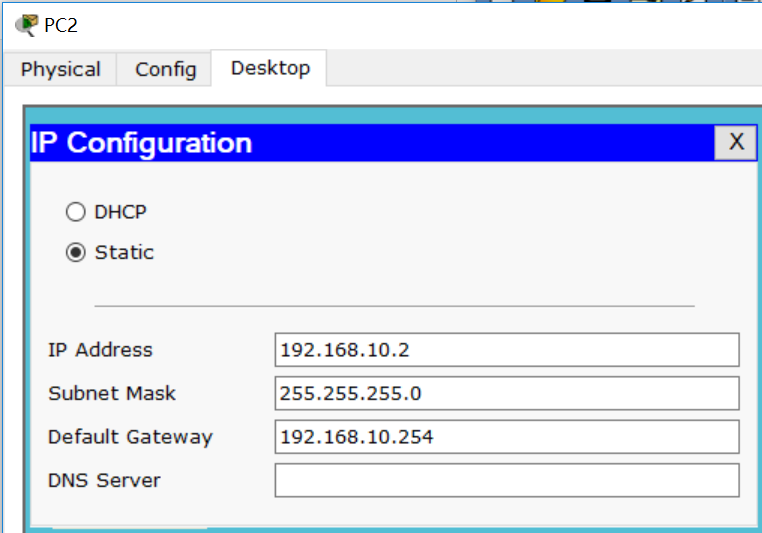 PC2
Physical Config Desktop
IP Configuration X
DHCP
Static
IP Address 192.168.10.2
Subnet Mask 255.255.255.0
Default Gateway 192.168.10.254
DNS Server